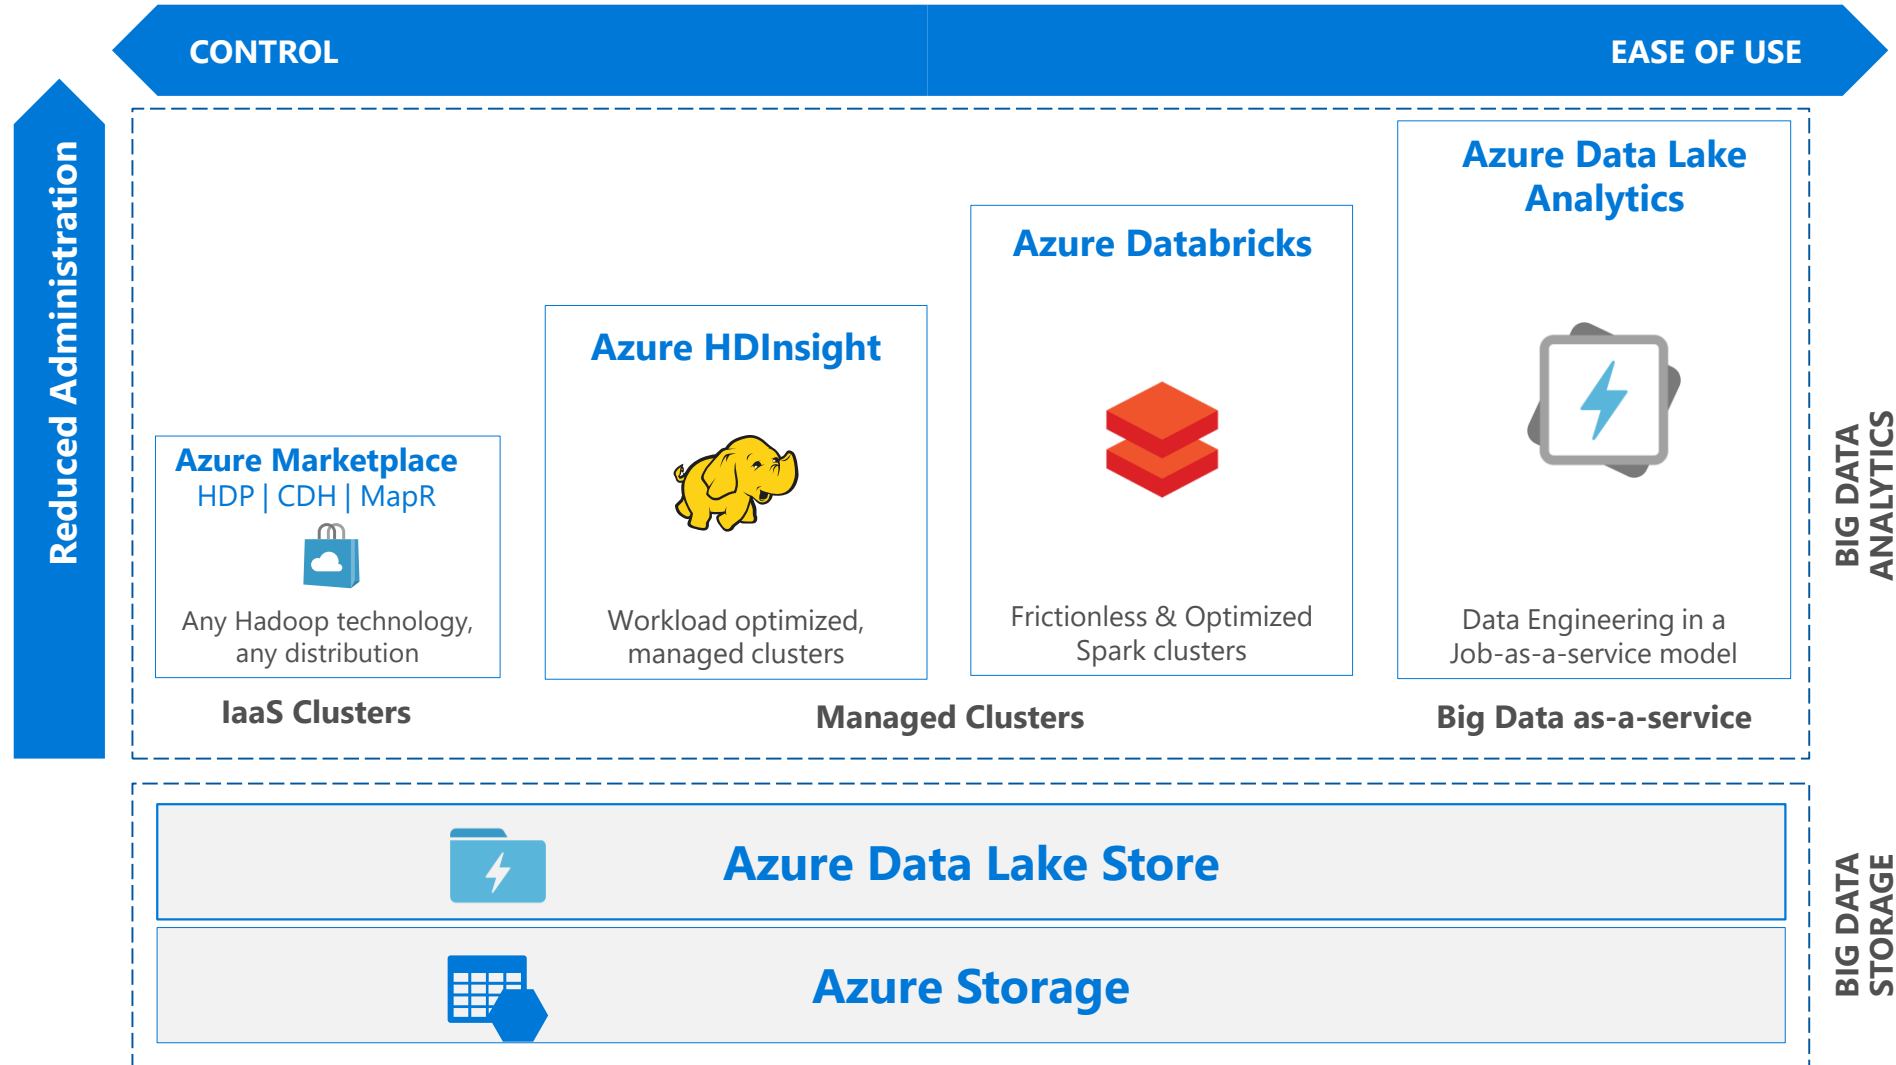 CONTROL
EASE OF USE
Reduced Administration
Azure Marketplace
HDP | CDH | MapR
Any Hadoop technology,
any distribution
IaaS Clusters
Azure HDInsight
Workload optimized,
managed clusters
Azure Databricks
Frictionless & Optimized
Spark clusters
Managed Clusters
Azure Data Lake
Analytics
Data Engineering in a
Job-as-a-service model
Big Data as-a-service
BIG DATA
ANALYTICS
Azure Data Lake Store
Azure Storage
BIG DATA
STORAGE